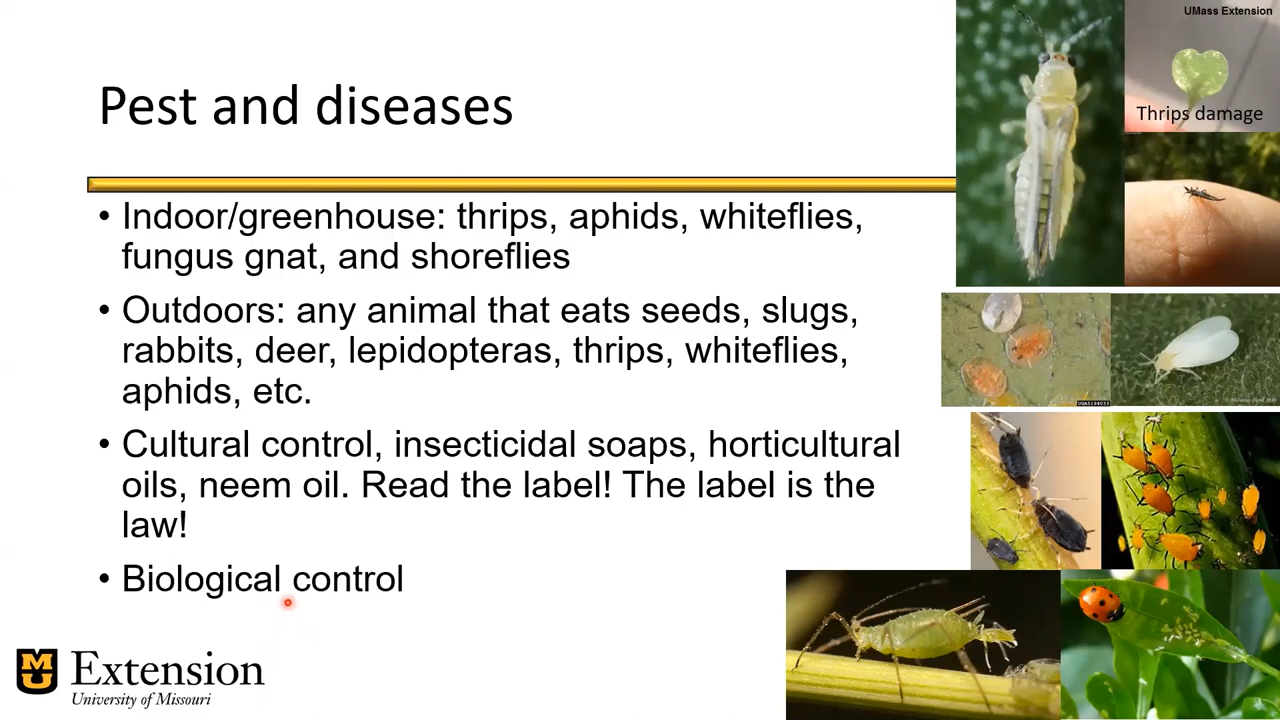 UMass Extension
Pest and diseases
Thrips damage
• Indoor/greenhouse: thrips, aphids, whiteflies,
fungus gnat, and shoreflies
• Outdoors: any animal that eats seeds, slugs,
rabbits, deer, lepidopteras, thrips, whiteflies,
aphids, etc.
UGA5194033
• Cultural control, insecticidal soaps, horticultural
oils, neem oil. Read the label! The label is the
law!
• Biological control
MU
Extension
University of Missouri